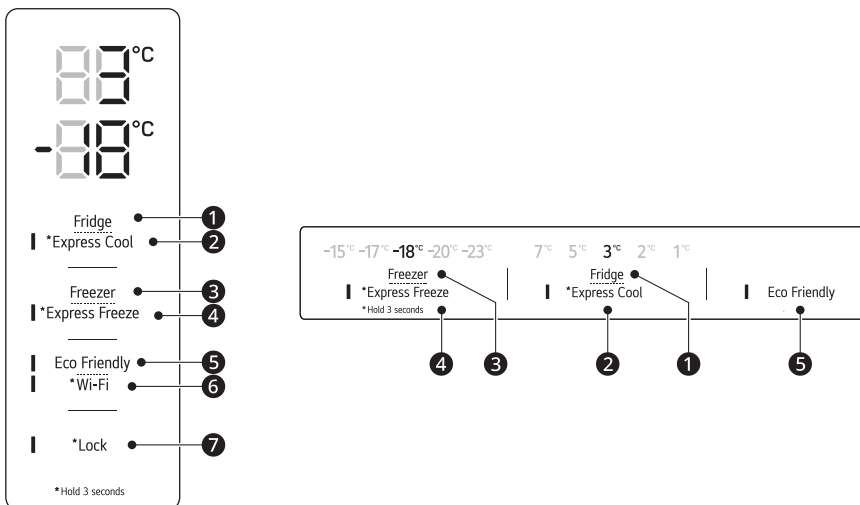 3°C
-18°C
Fridge
1
*Express Cool
2
Freezer
3
*Express Freeze
4
Eco Friendly
5
*Wi-Fi
6
*Lock
7
*Hold 3 seconds
-15°C -17°C -18°C -20°C -23°C 7°C 5°C 3°C 2°C 1°C
Freezer Fridge
*Express Freeze *Express Cool Eco Friendly
*Hold 3 seconds
4 3 2 1 5